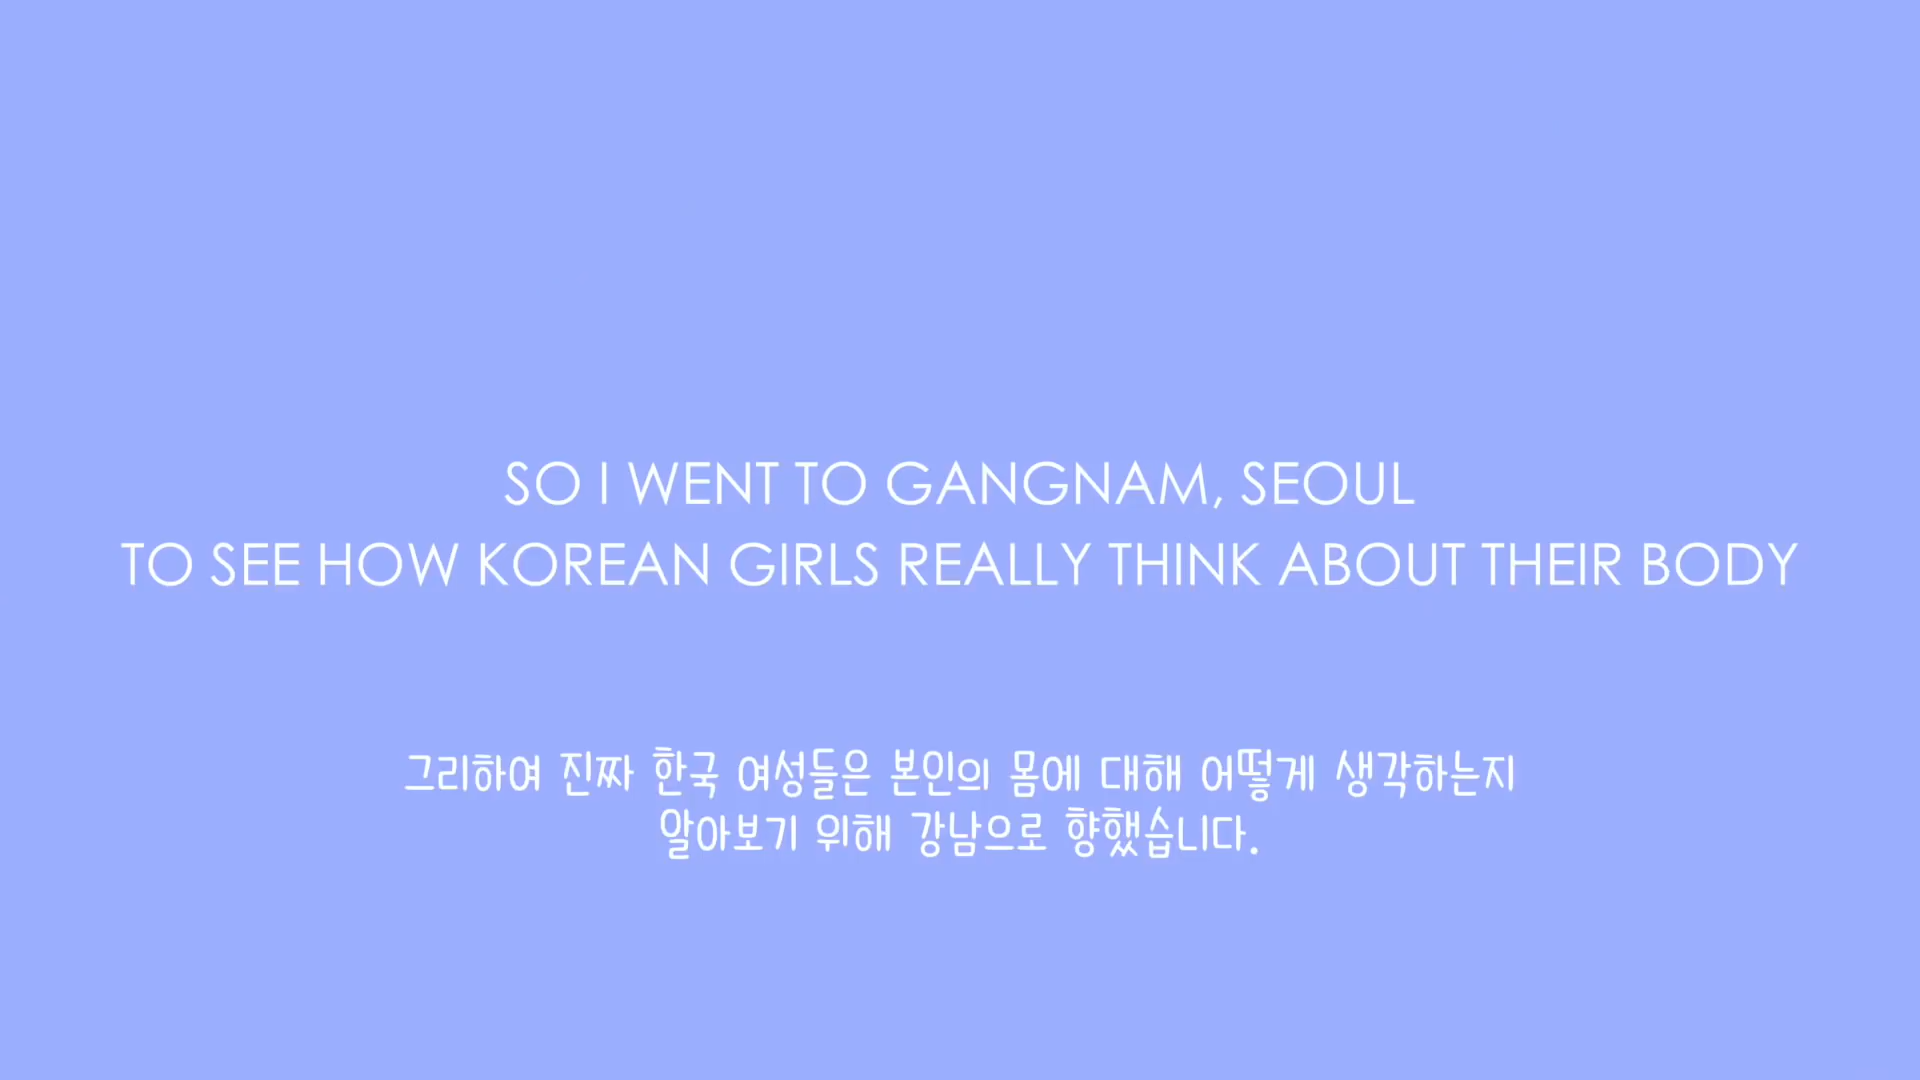 SO I WENT TO GANGNAM, SEOUL
TO SEE HOW KOREAN GIRLS REALLY THINK ABOUT THEIR BODY
그리하여 진짜 한국 여성들은 본인의 몸에 대해 어떻게 생각하는지
알아보기 위해 강남으로 향했습니다.